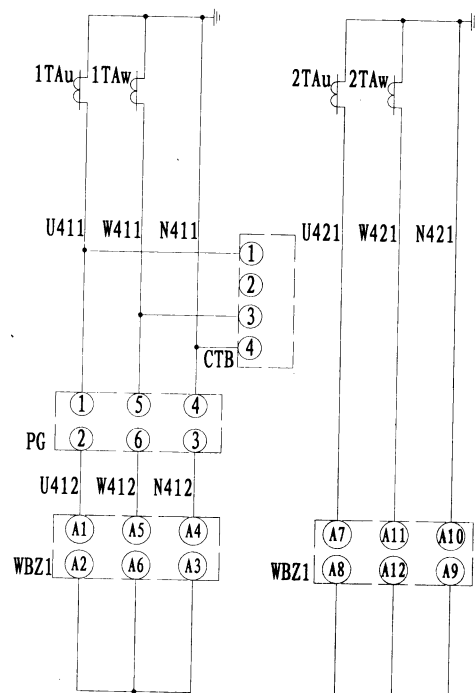 1TAu 1TAw 2TAu 2TAw
U411 W411 N411 U421 W421 N421
1
2
3
4
CTB
1 5 4
2 6 3
PG
U412 W412 N412
A1 A5 A4 A7 A11 A10
WBZ1 A2 A6 A3 WBZ1 A8 A12 A9